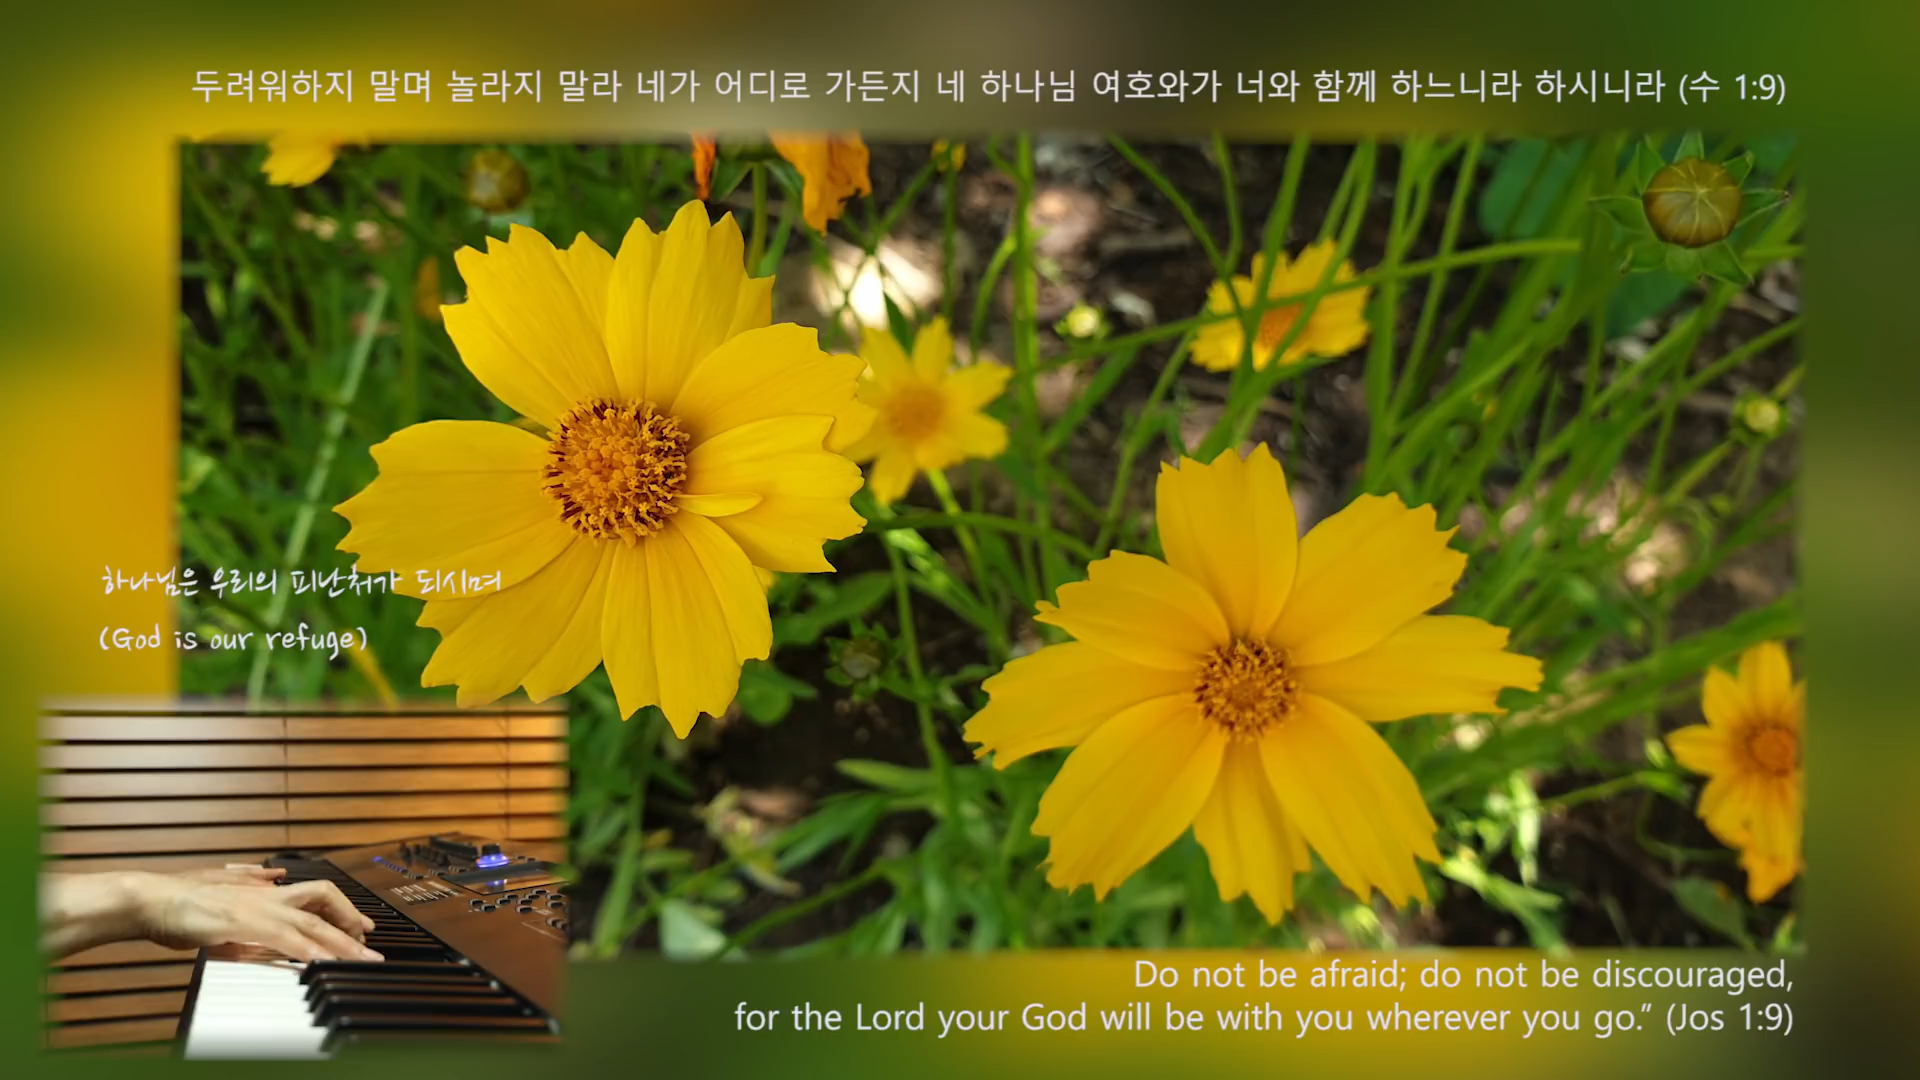 두려워하지 말며 놀라지 말라 네가 어디로 가든지 네 하나님 여호와가 너와 함께 하느니라 하시니라 (수 1:9)
하나님은 우리의 피난처가 되시며
(God is our refuge)
Do not be afraid; do not be discouraged,
for the Lord your God will be with you wherever you go.” (Jos 1:9)